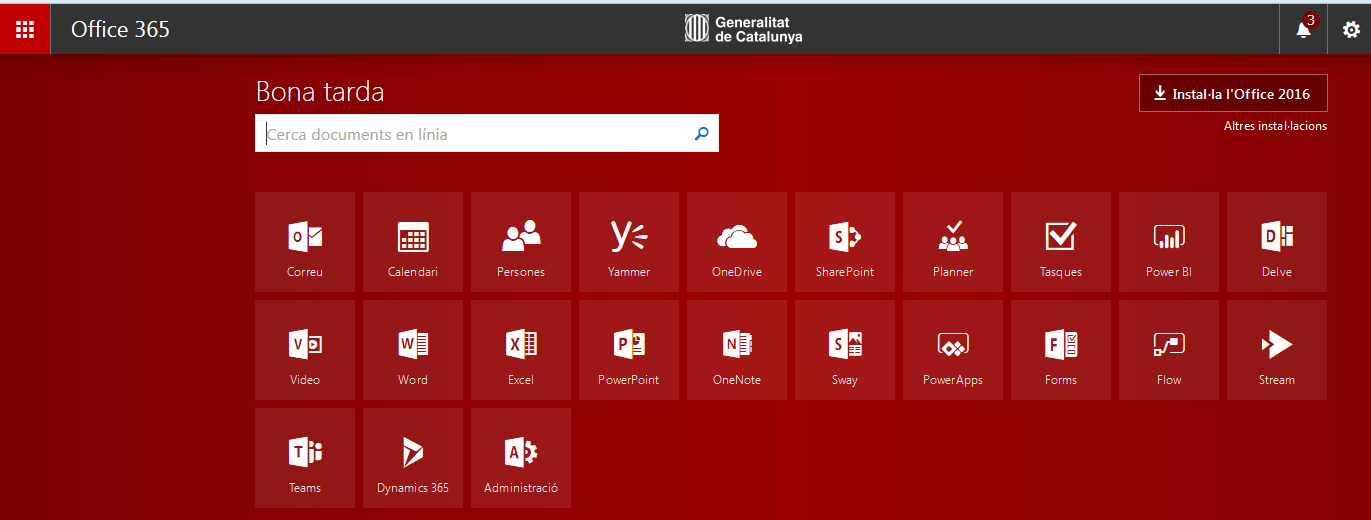 Office 365
Generalitat
de Catalunya
3
Bona tarda
Instal·la l'Office 2016
Cerca documents en línia
Altres instal·lacions
Correu
Calendari
Persones
Yammer
OneDrive
SharePoint
Planner
Tasques
Power BI
Delve
Video
Word
Excel
PowerPoint
OneNote
Sway
PowerApps
Forms
Flow
Stream
Teams
Dynamics 365
Administració